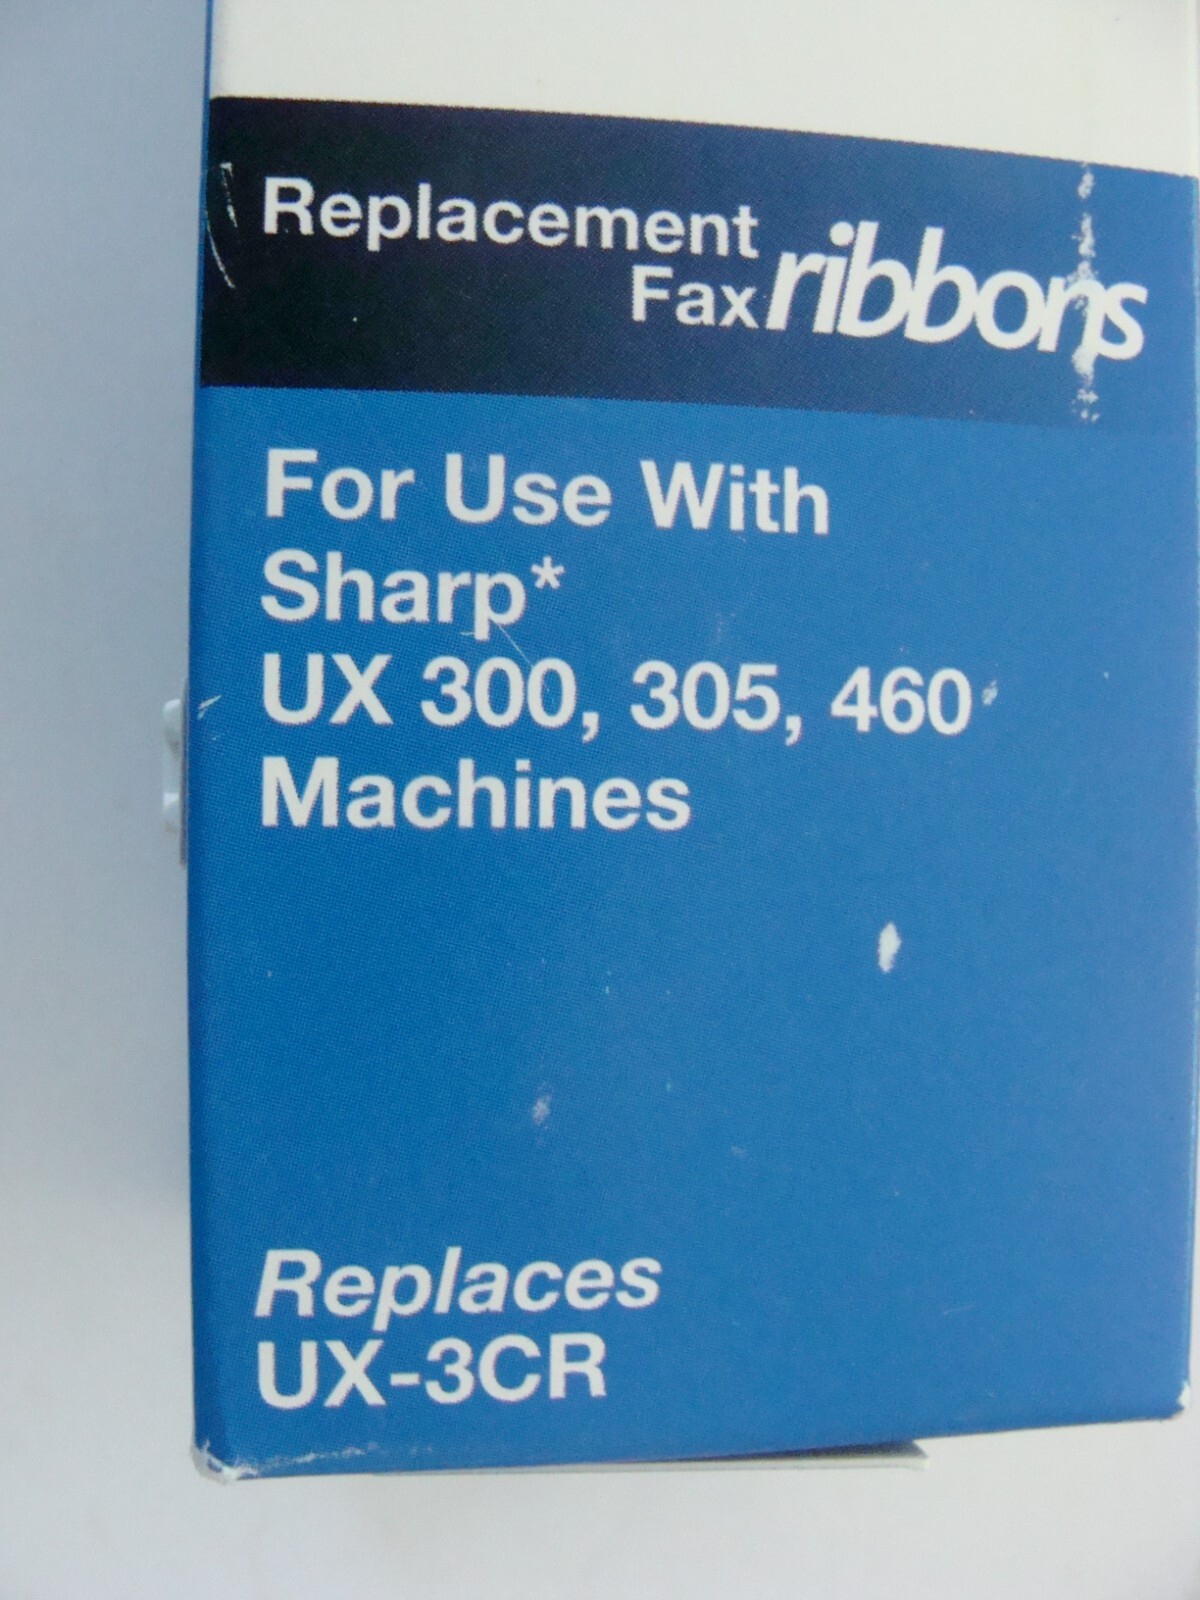 Replacement
Fax ribbons
For Use With
Sharp*
UX 300, 305, 460
Machines
Replaces
UX-3CR